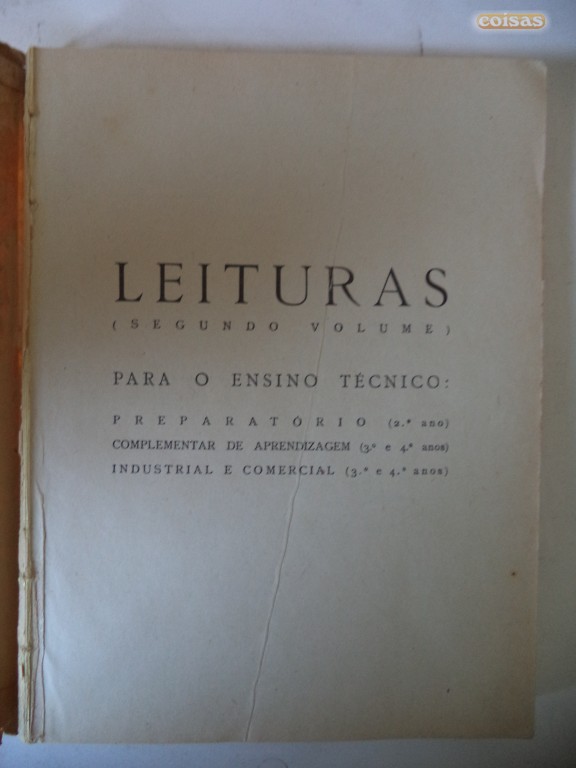 coisas
LEITURAS
(SEGUNDO VOLUME)
PARA O ENSINO TÉCNICO:
PREPARATÓRIO (2.º ano)
COMPLEMENTAR DE APRENDIZAGEM (3.º e 4.º anos)
INDUSTRIAL E COMERCIAL (3.º e 4.º anos)